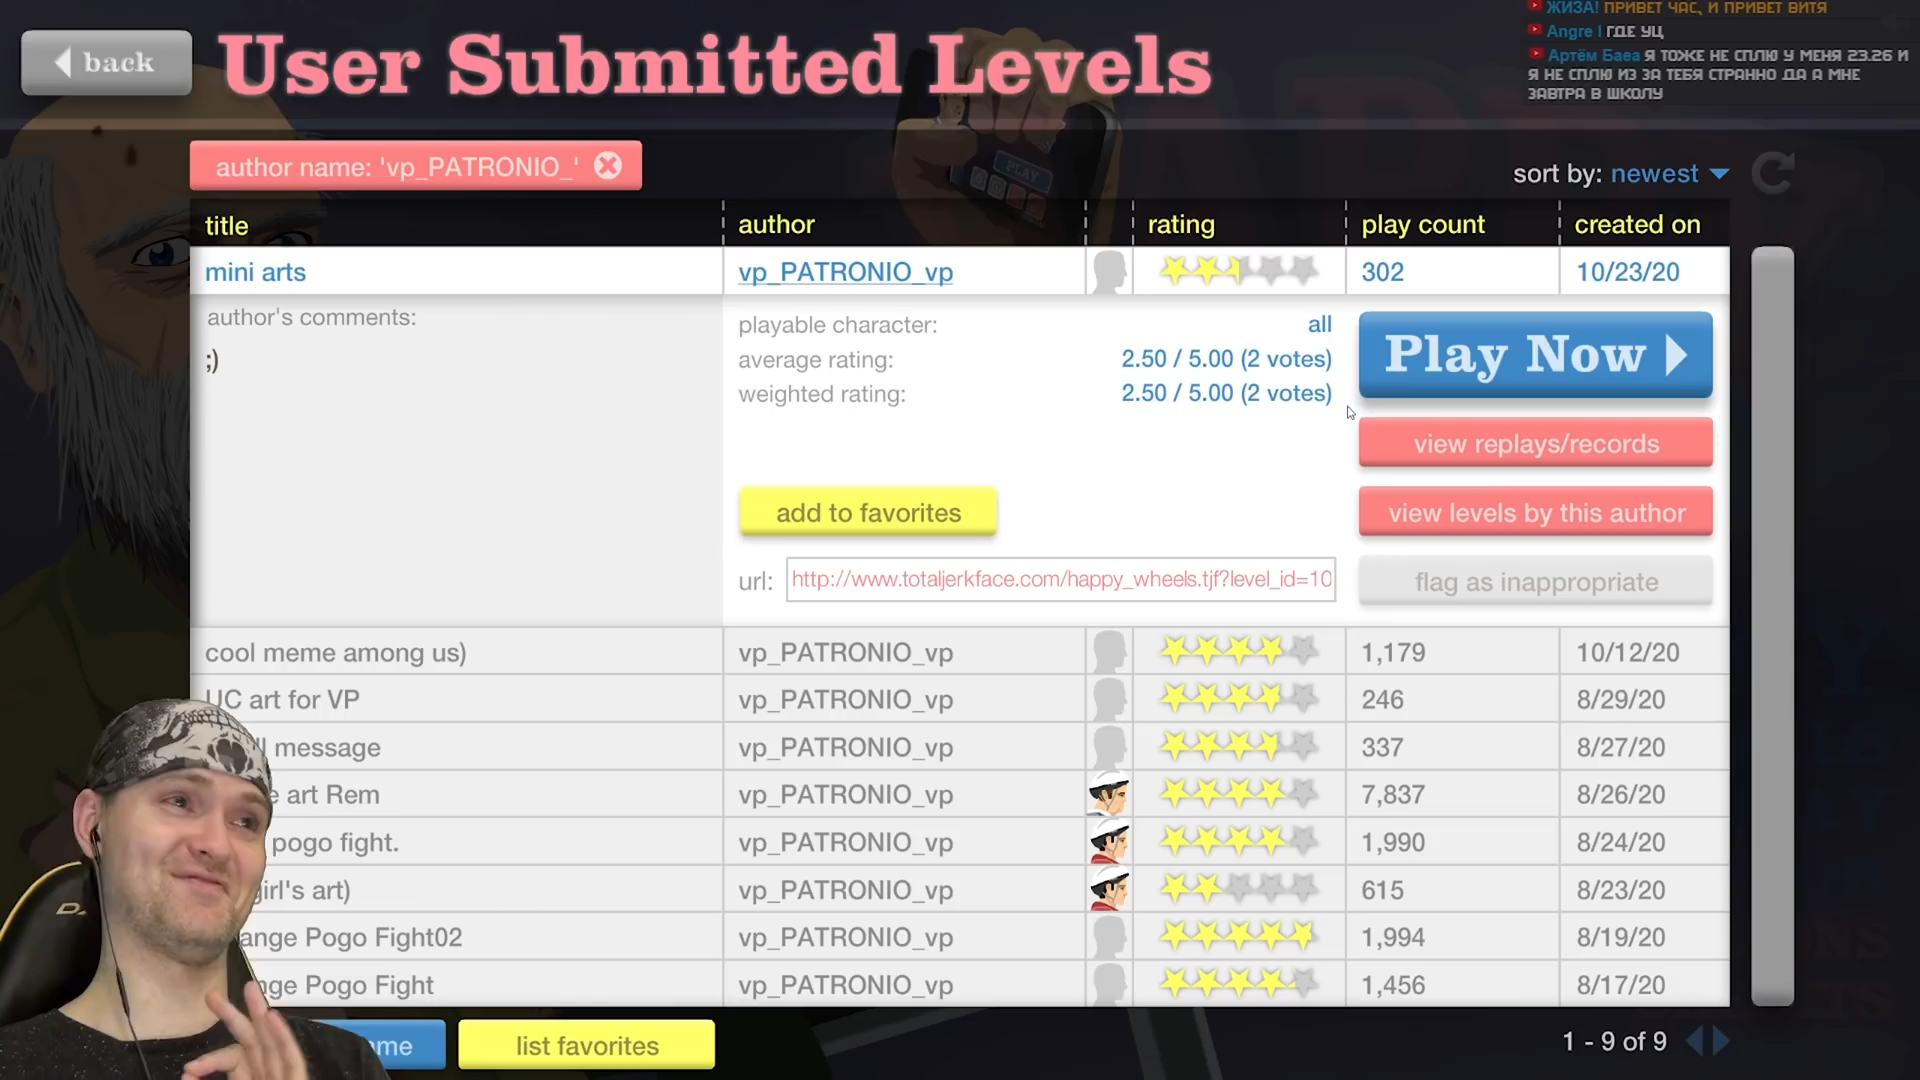 ЖИЗА! ПРИВЕТ ЧАС, И ПРИВЕТ ВИТЯ
Angre I ГДЕ УЦ
Артём Баева Я ТОЖЕ НЕ СПЛЮ У МЕНЯ 23.26 И
Я НЕ СПЛЮ ИЗ ЗА ТЕБЯ СТРАННО ДА А МНЕ
ЗАВТРА В ШКОЛУ
back
User Submitted Levels
author name: 'vp_PATRONIO_'
sort by: newest
title author rating play count created on
mini arts vp_PATRONIO_vp 302 10/23/20
author's comments:
;)
playable character: all
average rating: 2.50 / 5.00 (2 votes)
weighted rating: 2.50 / 5.00 (2 votes)
Play Now
view replays/records
add to favorites
view levels by this author
url: http://www.totaljerkface.com/happy_wheels.tjf?level_id=10
flag as inappropriate
cool meme among us) vp_PATRONIO_vp 1,179 10/12/20
UC art for VP vp_PATRONIO_vp 246 8/29/20
message vp_PATRONIO_vp 337 8/27/20
art Rem vp_PATRONIO_vp 7,837 8/26/20
pogo fight. vp_PATRONIO_vp 1,990 8/24/20
girl's art) vp_PATRONIO_vp 615 8/23/20
ange Pogo Fight02 vp_PATRONIO_vp 1,994 8/19/20
nge Pogo Fight vp_PATRONIO_vp 1,456 8/17/20
list favorites
1 - 9 of 9
PLAY